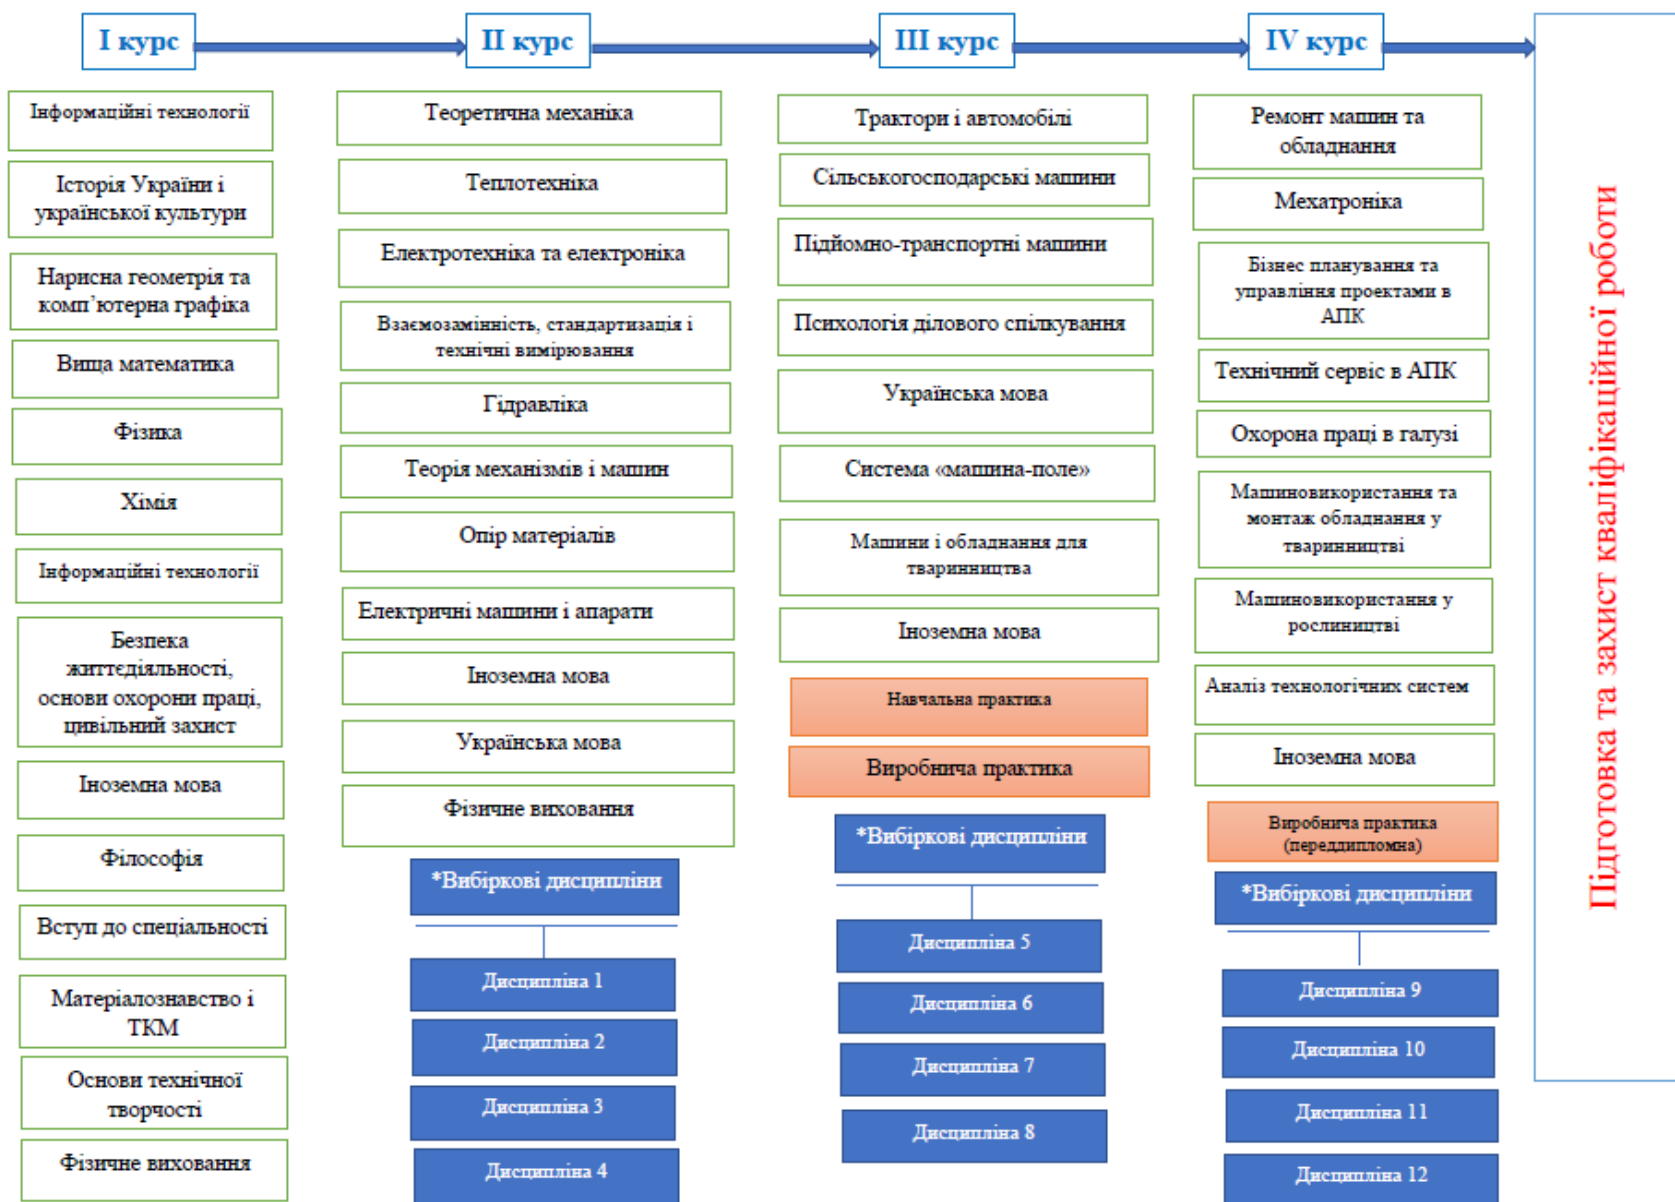 І курс
ІІ курс
ІІІ курс
IV курс
Інформаційні технології
Історія України і
української культури
Нарисна геометрія та
комп’ютерна графіка
Вища математика
Фізика
Хімія
Інформаційні технології
Безпека
життєдіяльності,
основи охорони праці,
цивільний захист
Іноземна мова
Філософія
Вступ до спеціальності
Матеріалознавство і
ТКМ
Основи технічної
творчості
Фізичне виховання
Теоретична механіка
Теплотехніка
Електротехніка та електроніка
Взаємозамінність, стандартизація і
технічні вимірювання
Гідравліка
Теорія механізмів і машин
Опір матеріалів
Електричні машини і апарати
Іноземна мова
Українська мова
Фізичне виховання
*Вибіркові дисципліни
Дисципліна 1
Дисципліна 2
Дисципліна 3
Дисципліна 4
Трактори і автомобілі
Сільськогосподарські машини
Підйомно-транспортні машини
Психологія ділового спілкування
Українська мова
Система «машина-поле»
Машини і обладнання для
тваринництва
Іноземна мова
Навчальна практика
Виробнича практика
*Вибіркові дисципліни
Дисципліна 5
Дисципліна 6
Дисципліна 7
Дисципліна 8
Ремонт машин та
обладнання
Мехатроніка
Бізнес планування та
управління проектами в
АПК
Технічний сервіс в АПК
Охорона праці в галузі
Машиновикористання та
монтаж обладнання у
тваринництві
Машиновикористання у
рослиництві
Аналіз технологічних систем
Іноземна мова
Виробнича практика
(переддипломна)
*Вибіркові дисципліни
Дисципліна 9
Дисципліна 10
Дисципліна 11
Дисципліна 12
Підготовка та захист кваліфікаційної роботи